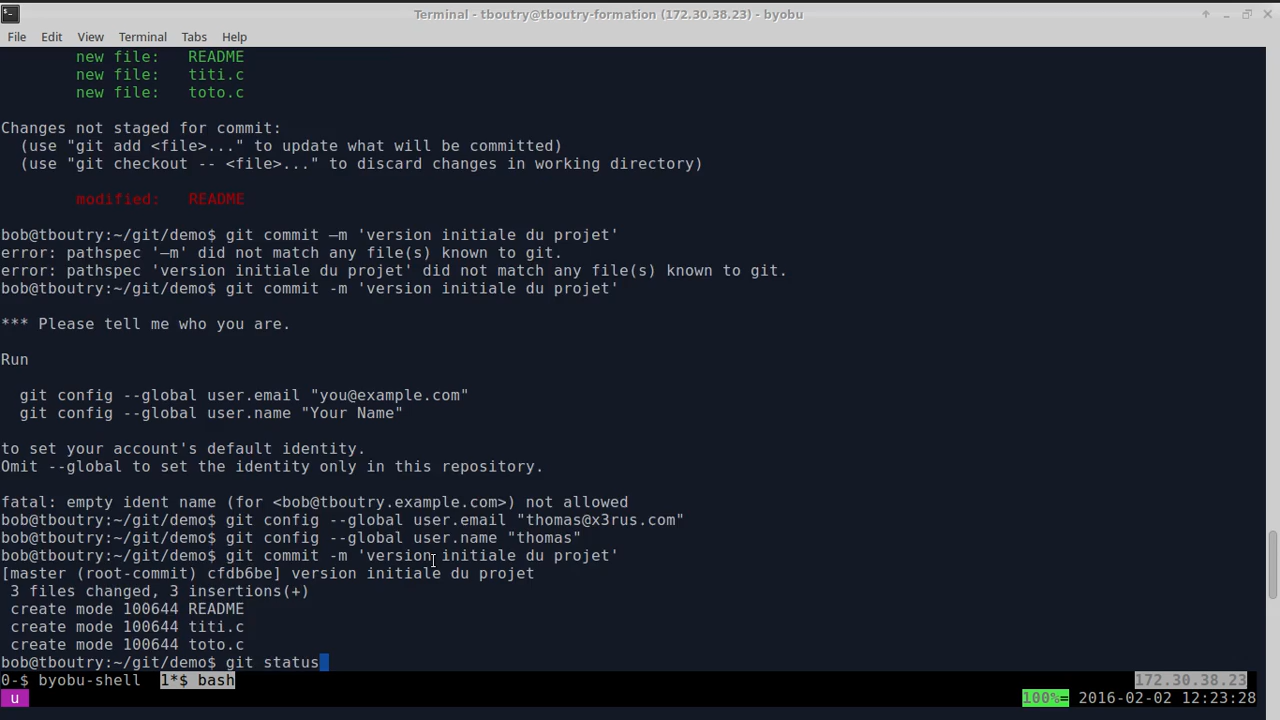 Terminal - tboutry@tboutry-formation (172.30.38.23) - byobu
File Edit View Terminal Tabs Help
new file: README
new file: titi.c
new file: toto.c
Changes not staged for commit:
(use "git add <file>..." to update what will be committed)
(use "git checkout -- <file>..." to discard changes in working directory)
modified: README
bob@tboutry:~/git/demo$ git commit –m 'version initiale du projet'
error: pathspec '–m' did not match any file(s) known to git.
error: pathspec 'version initiale du projet' did not match any file(s) known to git.
bob@tboutry:~/git/demo$ git commit -m 'version initiale du projet'
*** Please tell me who you are.
Run
git config --global user.email "you@example.com"
git config --global user.name "Your Name"
to set your account's default identity.
Omit --global to set the identity only in this repository.
fatal: empty ident name (for <bob@tboutry.example.com>) not allowed
bob@tboutry:~/git/demo$ git config --global user.email "thomas@x3rus.com"
bob@tboutry:~/git/demo$ git config --global user.name "thomas"
bob@tboutry:~/git/demo$ git commit -m 'version initiale du projet'
[master (root-commit) cfdb6be] version initiale du projet
3 files changed, 3 insertions(+)
create mode 100644 README
create mode 100644 titi.c
create mode 100644 toto.c
bob@tboutry:~/git/demo$ git status
0-$ byobu-shell 1*$ bash 172.30.38.23
u 100%= 2016-02-02 12:23:28